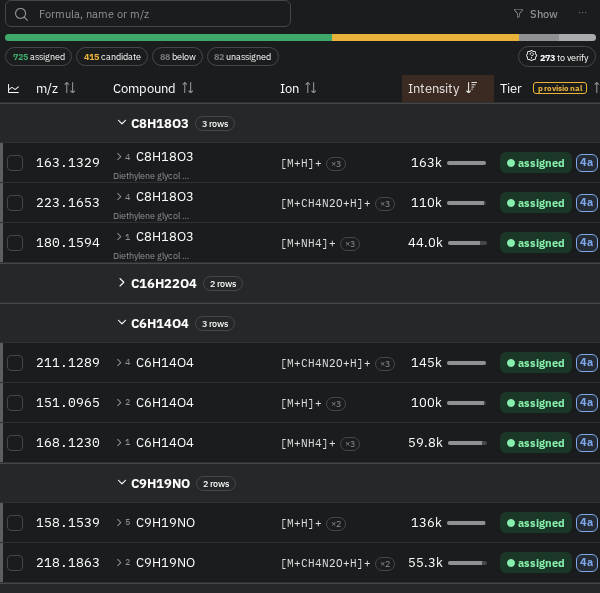 Formula, name or m/z Show ...
725 assigned 415 candidate 88 below 82 unassigned 273 to verify
m/z Compound Ion Intensity Tier provisional
C8H18O3 3 rows
163.1329 4 C8H18O3 [M+H]+ ×3 163k assigned 4a
Diethylene glycol ...
223.1653 4 C8H18O3 [M+CH4N2O+H]+ ×3 110k assigned 4a
Diethylene glycol ...
180.1594 1 C8H18O3 [M+NH4]+ ×3 44.0k assigned 4a
Diethylene glycol ...
C16H22O4 2 rows
C6H14O4 3 rows
211.1289 4 C6H14O4 [M+CH4N2O+H]+ ×3 145k assigned 4a
151.0965 2 C6H14O4 [M+H]+ ×3 100k assigned 4a
168.1230 1 C6H14O4 [M+NH4]+ ×3 59.8k assigned 4a
C9H19NO 2 rows
158.1539 5 C9H19NO [M+H]+ ×2 136k assigned 4a
218.1863 2 C9H19NO [M+CH4N2O+H]+ ×2 55.3k assigned 4a